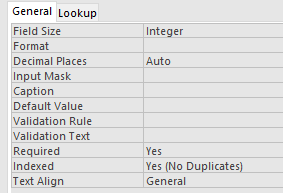 General Lookup
Field Size Integer
Format
Decimal Places Auto
Input Mask
Caption
Default Value
Validation Rule
Validation Text
Required Yes
Indexed Yes (No Duplicates)
Text Align General